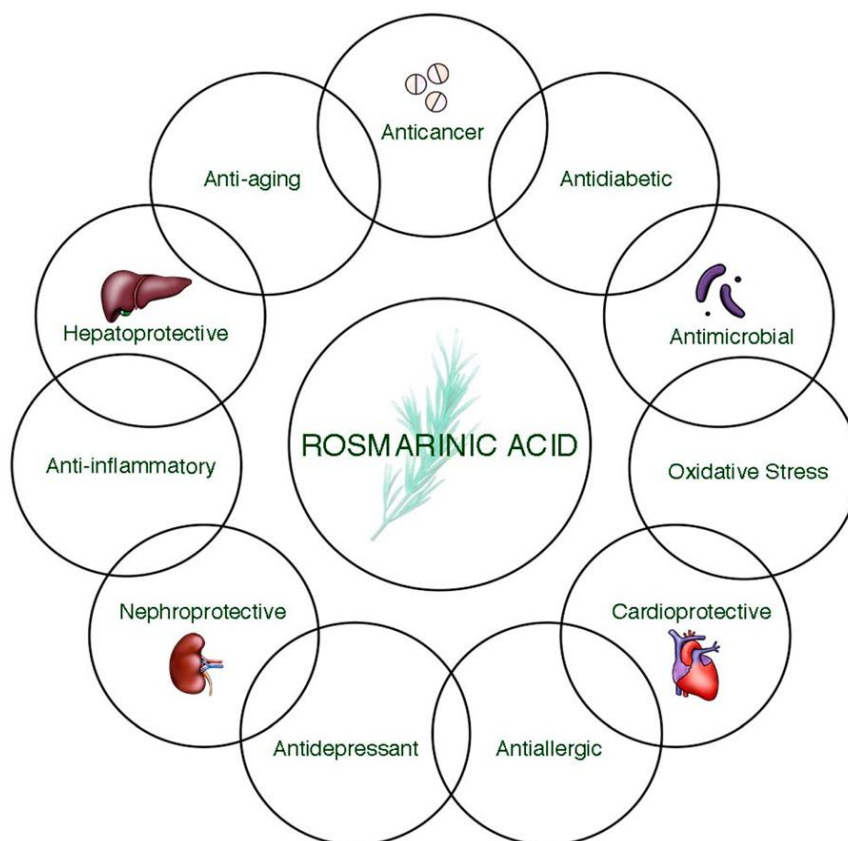 Anticancer
Anti-aging
Antidiabetic
Hepatoprotective
Antimicrobial
ROSMARINIC ACID
Anti-inflammatory
Oxidative Stress
Nephroprotective
Cardioprotective
Antidepressant
Antiallergic